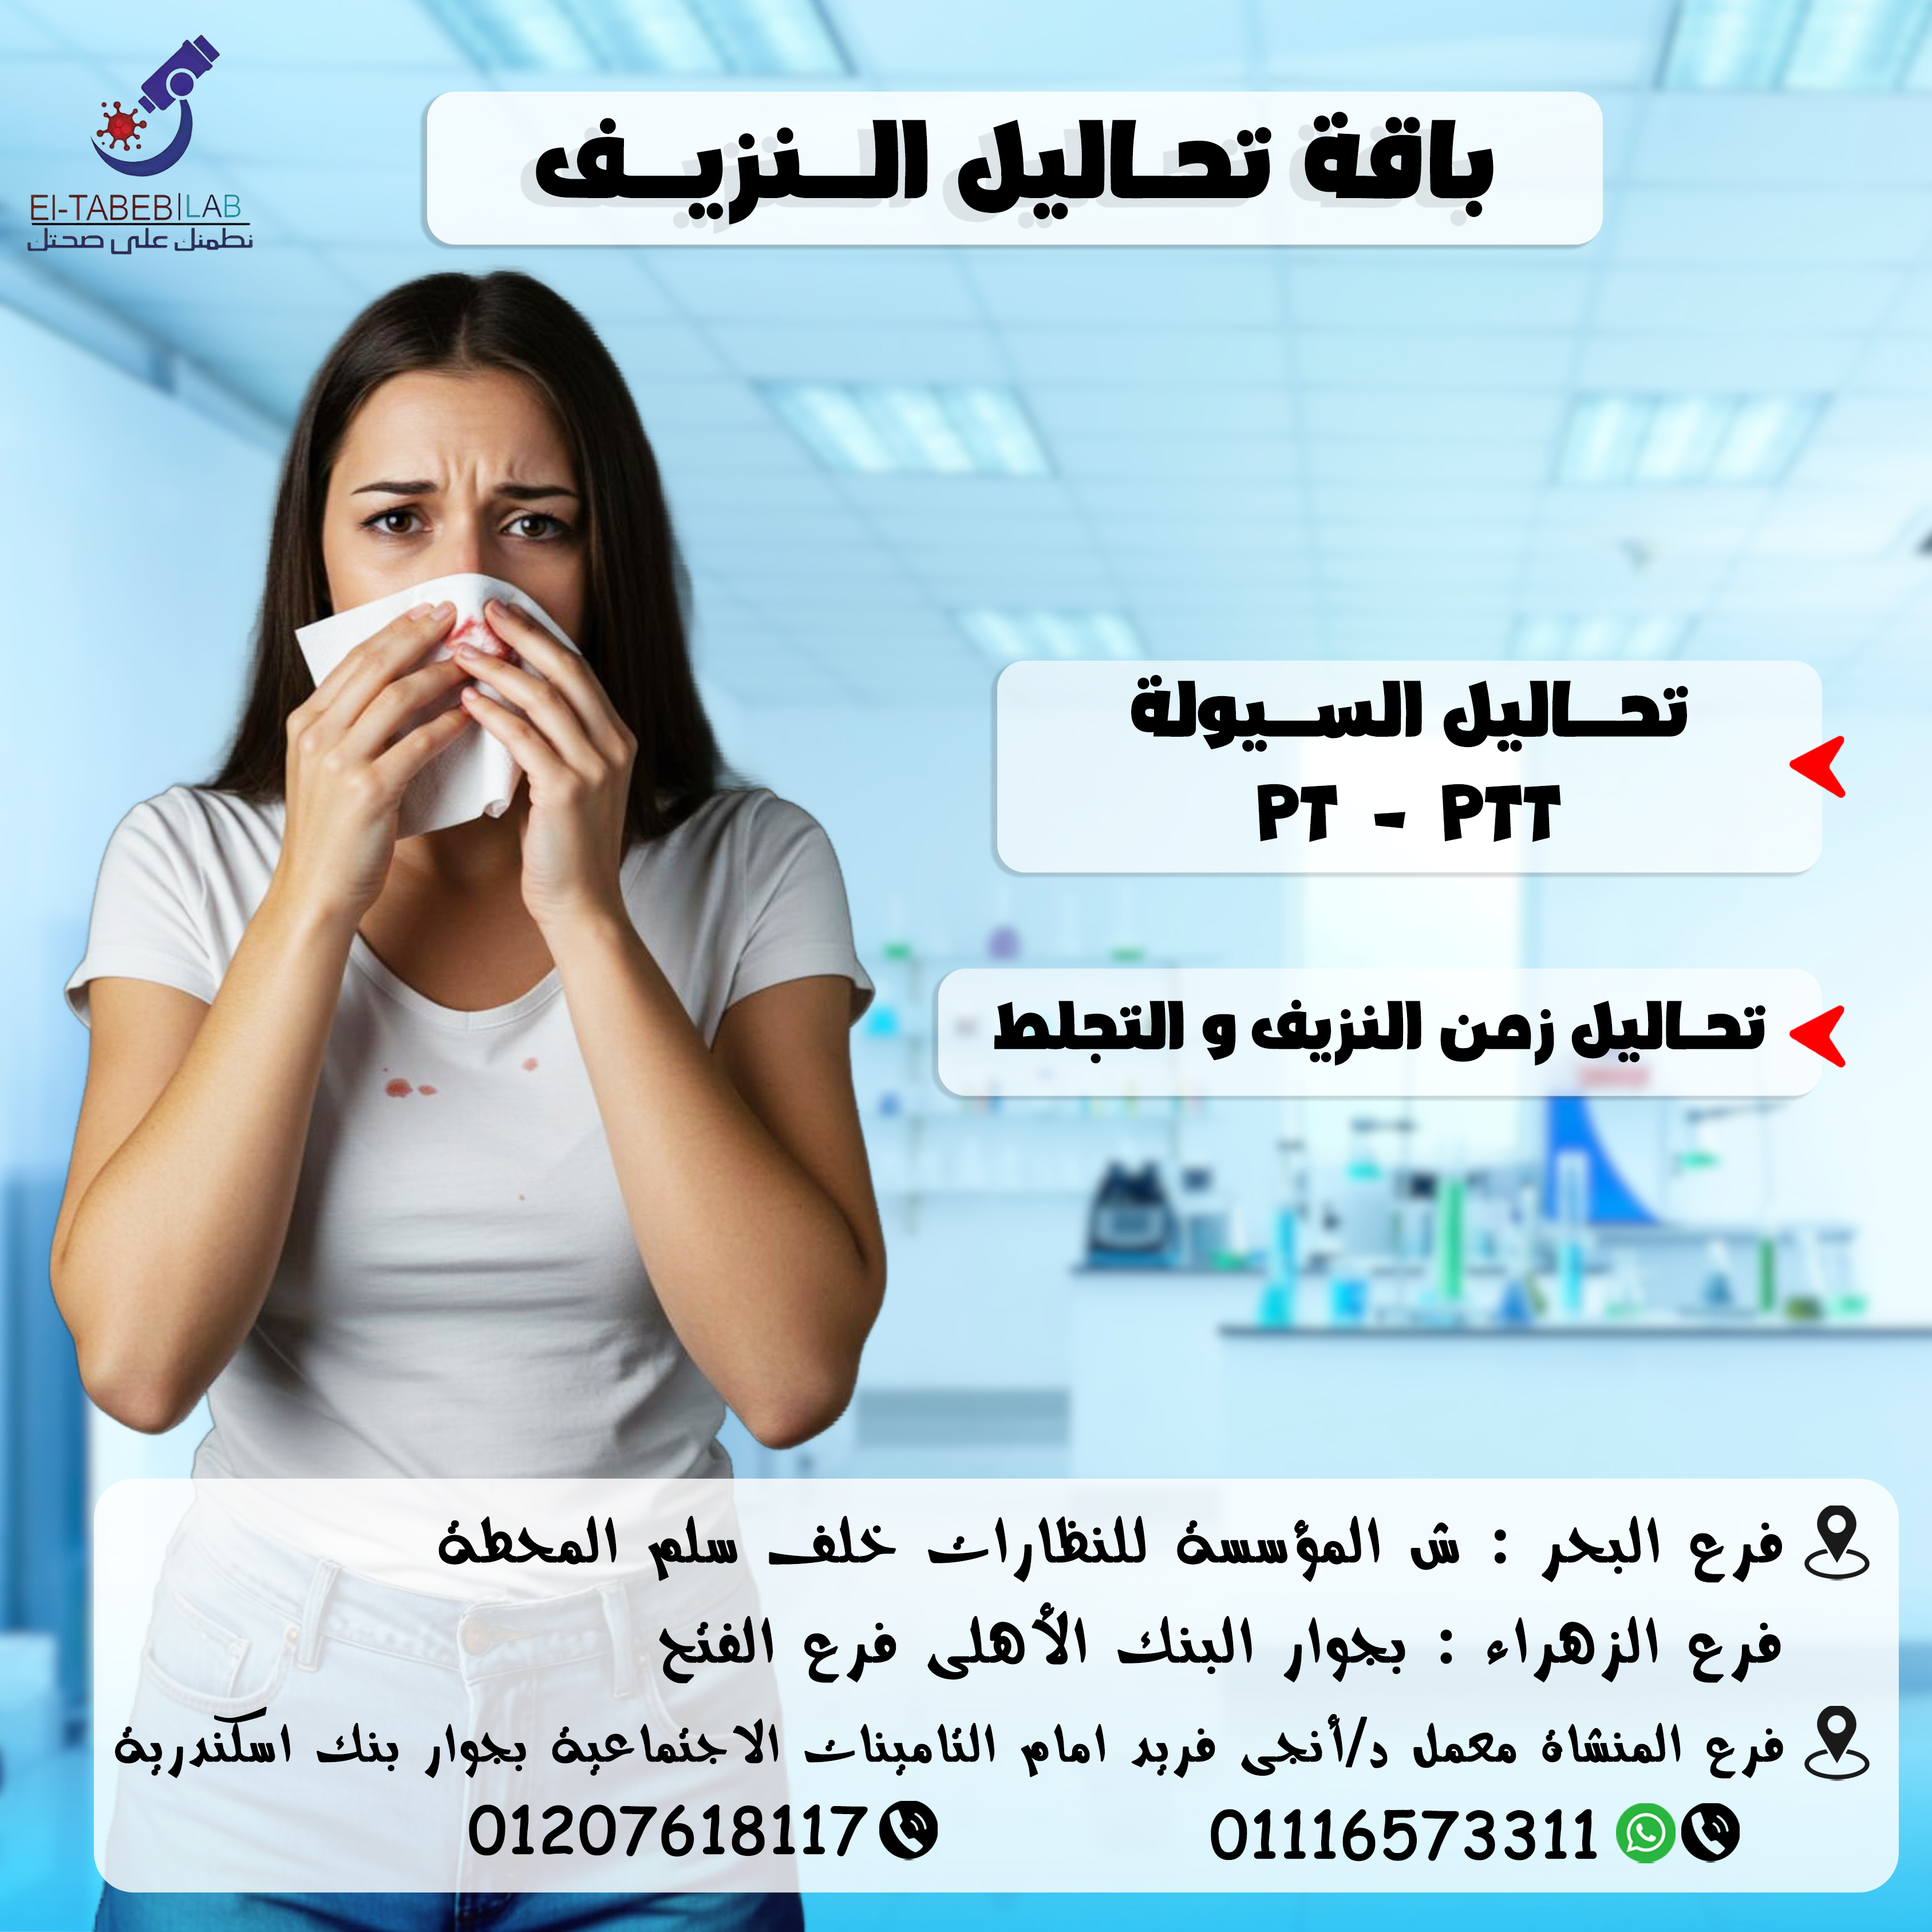 El-TABEB|LAB
نطمنك على صحتك
باقة تحاليل النزيف
تحاليل السيولة
PT - PTT
تحاليل زمن النزيف و التجلط
فرع البحر : ش المؤسسة للنظارات خلف سلم المحطة
فرع الزهراء : بجوار البنك الأهلى فرع الفتح
فرع المنشاة معمل د/أنجى فريد امام التامينات الاجتماعية بجوار بنك اسكندرية
01116573311
01207618117